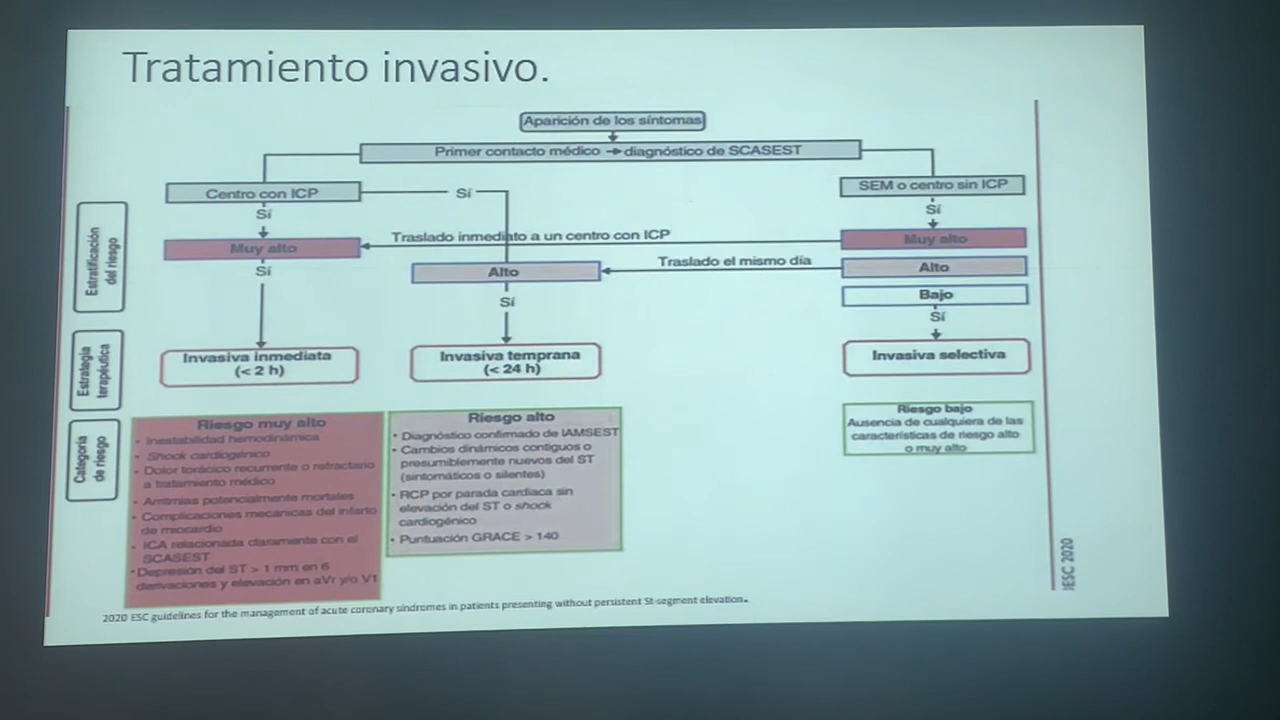 Tratamiento invasivo.
Aparición de los síntomas
Primer contacto médico → diagnóstico de SCASEST
Centro con ICP
Sí
SEM o centro sin ICP
Sí
Sí
Estratificación
del riesgo
Muy alto
Traslado inmediato a un centro con ICP
Muy alto
Sí
Alto
Traslado el mismo día
Alto
Sí
Bajo
Sí
Estrategia
terapéutica
Invasiva inmediata
(< 2 h)
Invasiva temprana
(< 24 h)
Invasiva selectiva
Categoría
de riesgo
Riesgo muy alto
• Inestabilidad hemodinámica
• Shock cardiogénico
• Dolor torácico recurrente o refractario
a tratamiento médico
• Arritmias potencialmente mortales
• Complicaciones mecánicas del infarto
de miocardio
• ICA relacionada claramente con el
SCASEST
• Depresión del ST > 1 mm en 6
derivaciones y elevación en aVr y/o V1
Riesgo alto
• Diagnóstico confirmado de IAMSEST
• Cambios dinámicos contiguos o
presumiblemente nuevos del ST
(sintomáticos o silentes)
• RCP por parada cardiaca sin
elevación del ST o shock
cardiogénico
• Puntuación GRACE > 140
Riesgo bajo
Ausencia de cualquiera de las
características de riesgo alto
o muy alto
IESC 2020
2020 ESC guidelines for the management of acute coronary sindromes in patients presenting without persistent St-segment elevation.